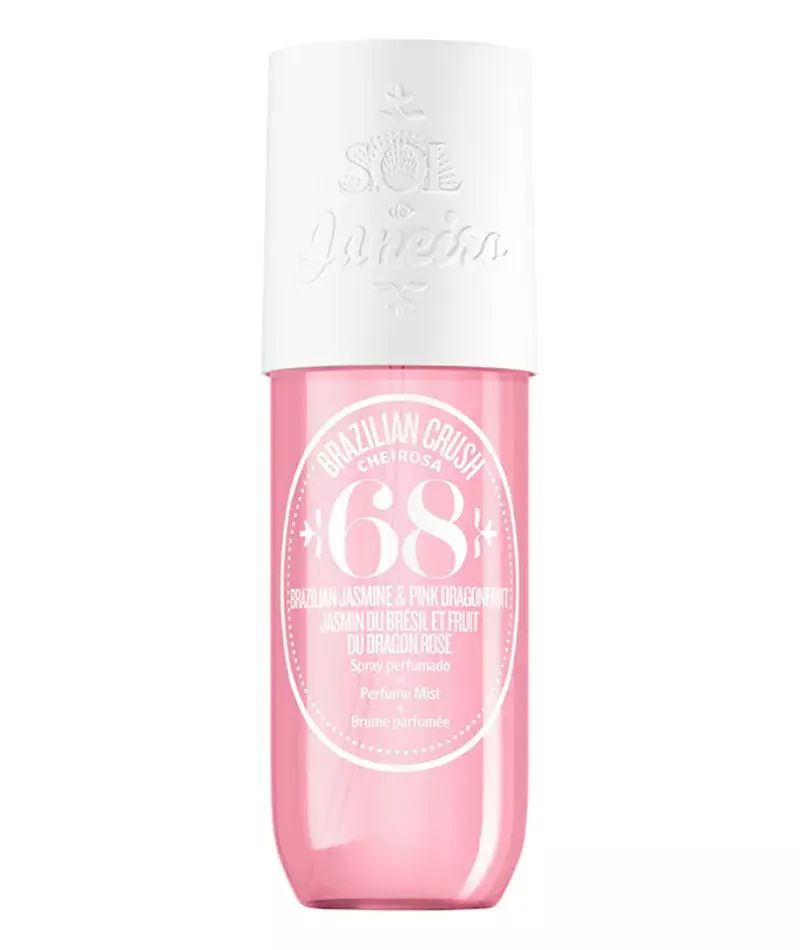 SOL
de
Janeiro
BRAZILIAN CRUSH
CHEIROSA
68
BRAZILIAN JASMINE & PINK DRAGONFRUIT
JASMIN DU BRÉSIL ET FRUIT
DU DRAGON ROSE
Spray perfumado
Perfume Mist
Brume parfumée